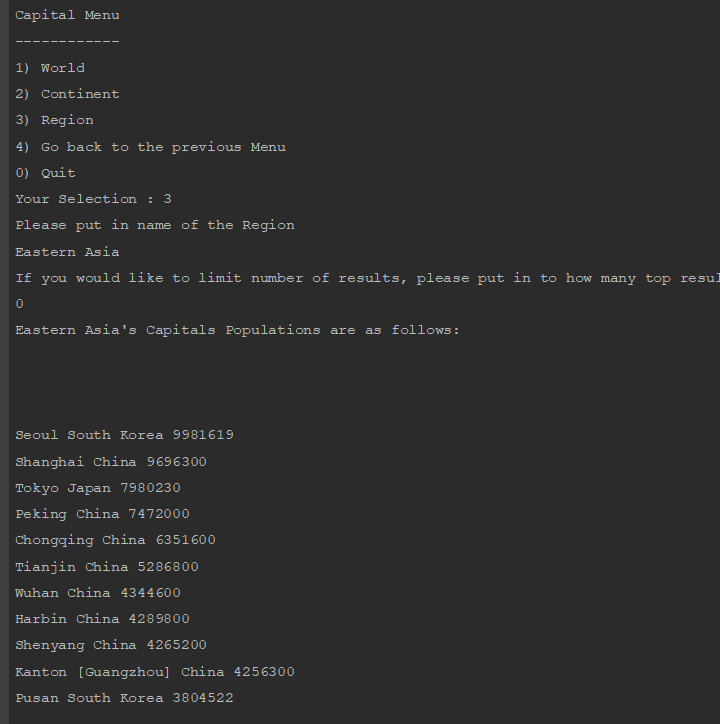 Capital Menu
------------
1) World
2) Continent
3) Region
4) Go back to the previous Menu
0) Quit
Your Selection : 3
Please put in name of the Region
Eastern Asia
If you would like to limit number of results, please put in to how many top resul
0
Eastern Asia's Capitals Populations are as follows:
Seoul South Korea 9981619
Shanghai China 9696300
Tokyo Japan 7980230
Peking China 7472000
Chongqing China 6351600
Tianjin China 5286800
Wuhan China 4344600
Harbin China 4289800
Shenyang China 4265200
Kanton [Guangzhou] China 4256300
Pusan South Korea 3804522